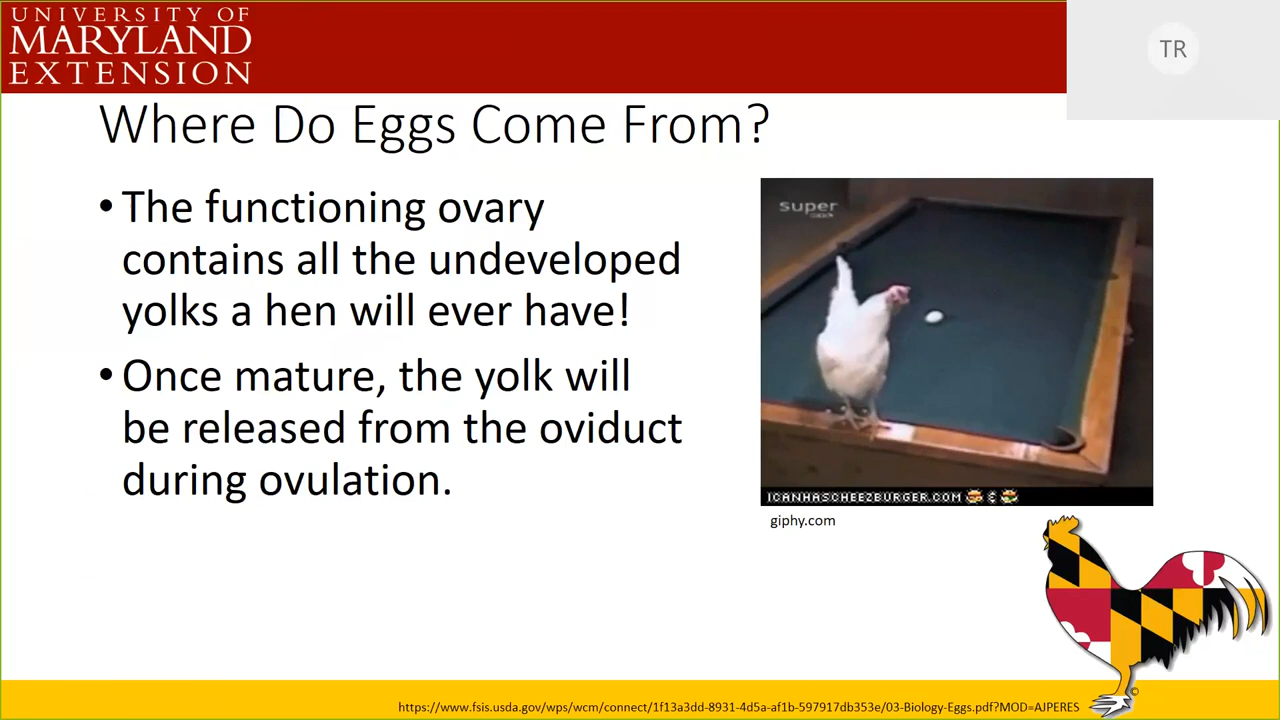 UNIVERSITY OF
MARYLAND
EXTENSION
TR
Where Do Eggs Come From?
• The functioning ovary
contains all the undeveloped
yolks a hen will ever have!
• Once mature, the yolk will
be released from the oviduct
during ovulation.
super
ICANHASCHEEZBURGER.COM
giphy.com
©
https://www.fsis.usda.gov/wps/wcm/connect/1f13a3dd-8931-4d5a-af1b-597917db353e/03-Biology-Eggs.pdf?MOD=AJPERES